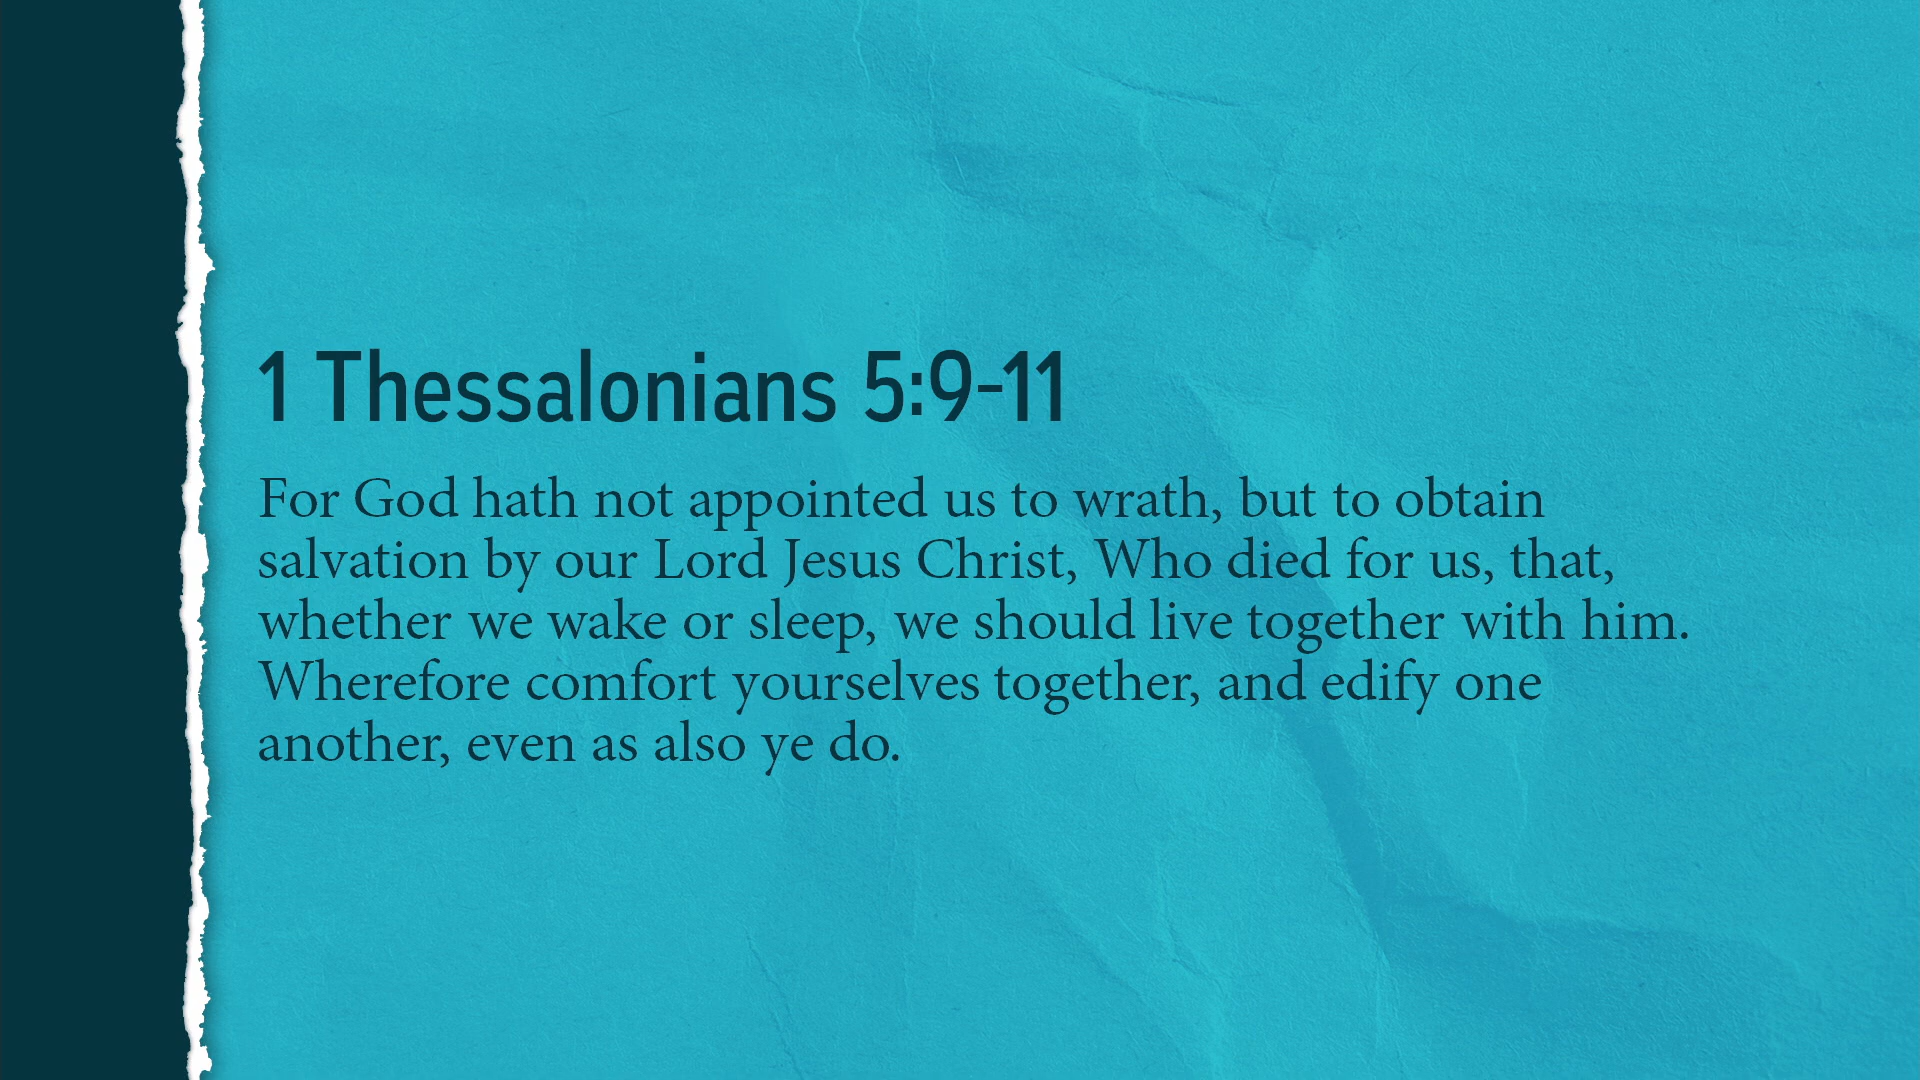 1 Thessalonians 5:9-11
For God hath not appointed us to wrath, but to obtain
salvation by our Lord Jesus Christ, Who died for us, that,
whether we wake or sleep, we should live together with him.
Wherefore comfort yourselves together, and edify one
another, even as also ye do.